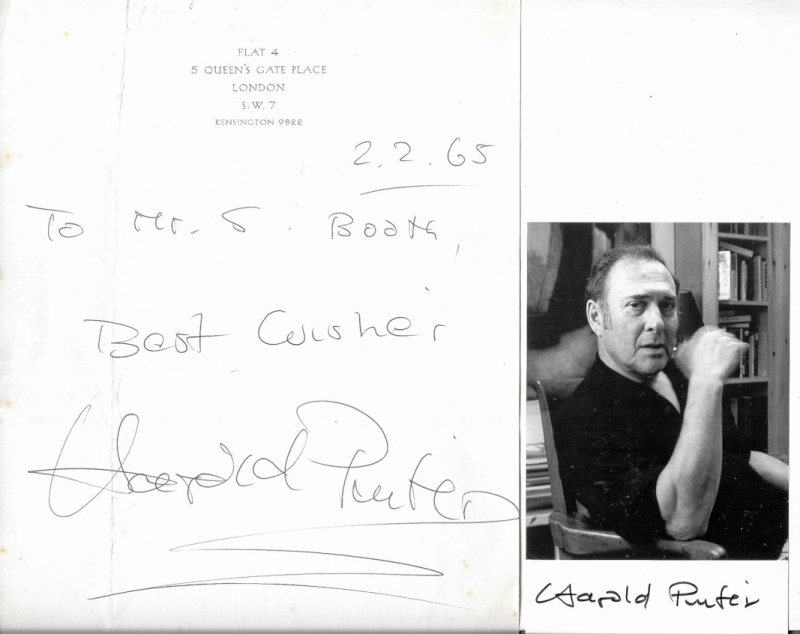 FLAT 4
5 QUEEN'S GATE PLACE
LONDON
S.W. 7
KENSINGTON 9822
2.2.65
To Mr. S. Booth,
Best Wishes
Harold Pinter
Harold Pinter